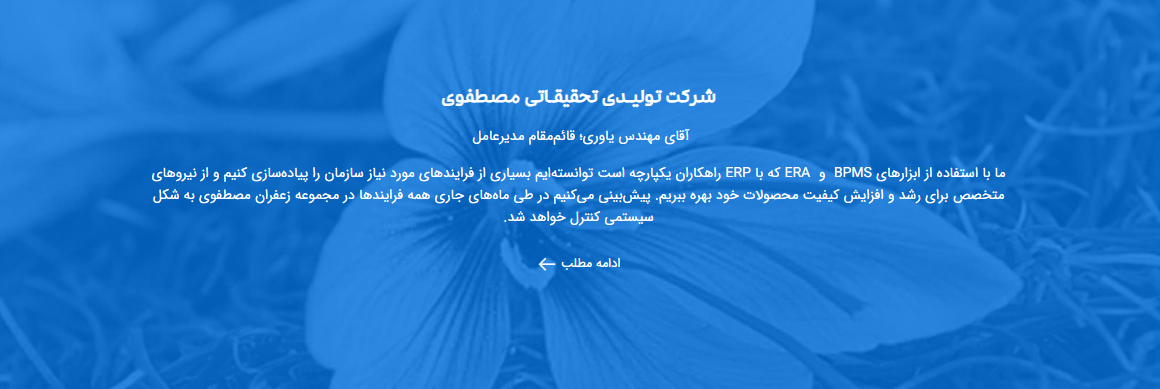 شرکت تولیـدی تحقیقـاتی مصطفوی
آقای مهندس یاوری؛ قائم‌مقام مدیرعامل
ما با استفاده از ابزارهای BPMS و ERA که با ERP راهکاران یکپارچه است توانسته‌ایم بسیاری از فرایندهای مورد نیاز سازمان را پیاده‌سازی کنیم و از نیروهای
متخصص برای رشد و افزایش کیفیت محصولات خود بهره ببریم. پیش‌بینی می‌کنیم در طی ماه‌های جاری همه فرایندها در مجموعه زعفران مصطفوی به شکل
سیستمی کنترل خواهد شد.
ادامه مطلب ←